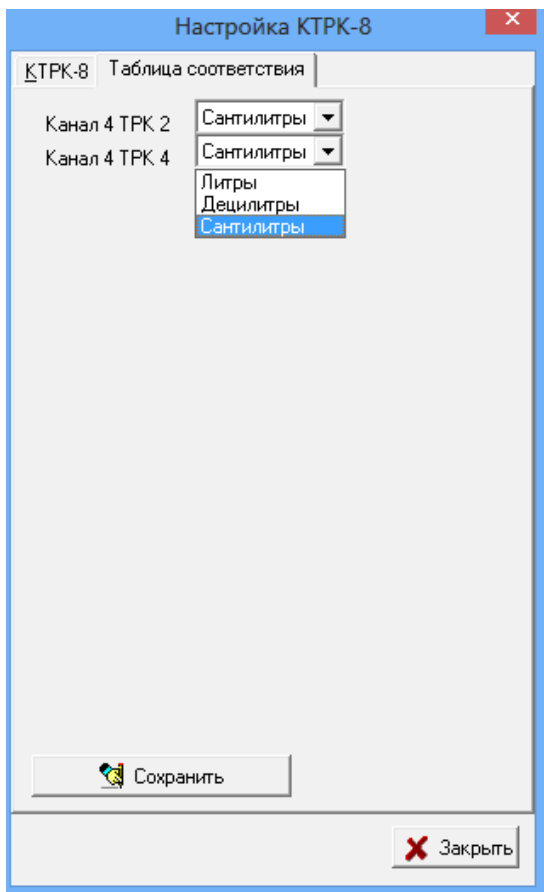 Настройка КТРК-8
КТРК-8 Таблица соответствия
Канал 4 ТРК 2 Сантилитры
Канал 4 ТРК 4 Сантилитры
Литры
Децилитры
Сантилитры
Сохранить
Закрыть